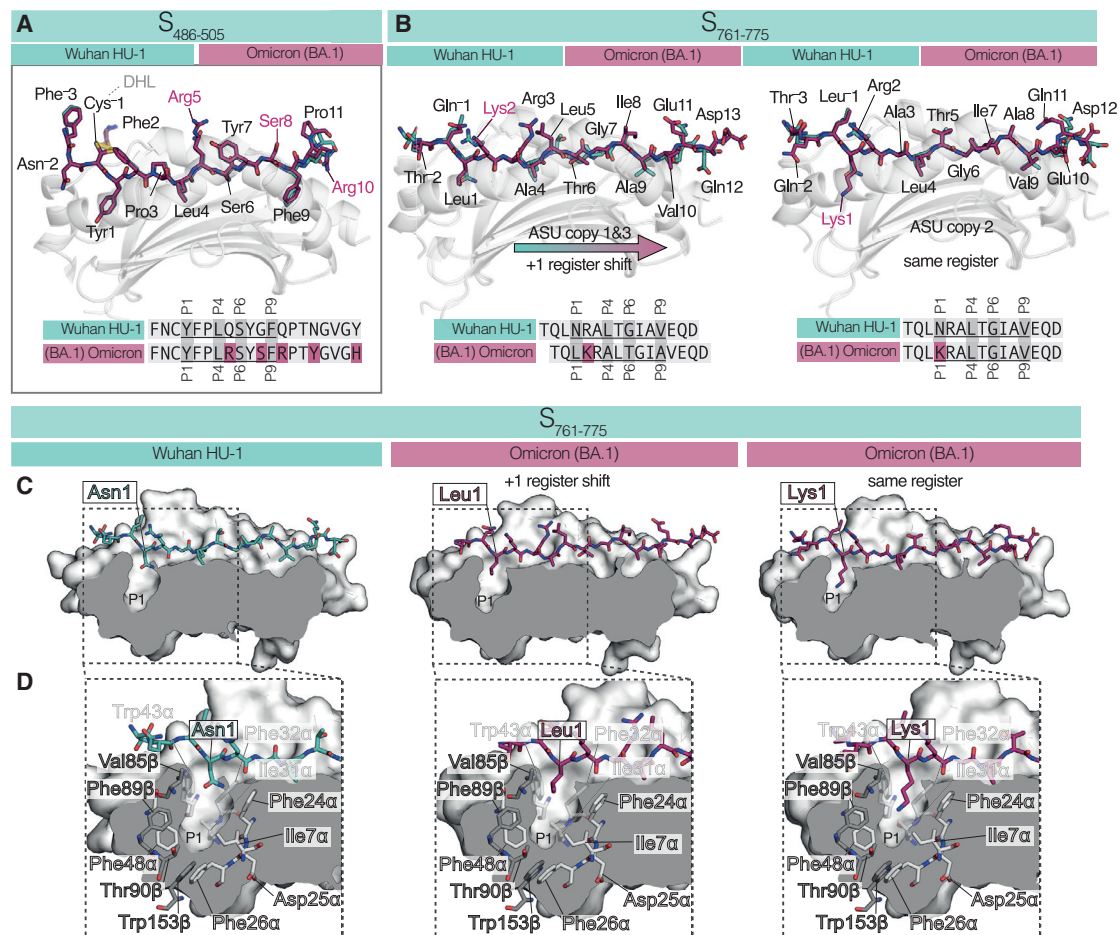 A
S486-505
Wuhan HU-1 Omicron (BA.1)
DHL
Phe-3
Cys-1
Arg5
Pro11
Phe2
Tyr7
Ser8
Asn-2
Arg10
Pro3
Leu4
Ser6
Phe9
Tyr1
P1 P4 P6 P9
Wuhan HU-1 FNCYFPLQSYGFQPTNGVGY
(BA.1) Omicron FNCYFPLRSYSFRPTYGVGH
P1 P4 P6 P9
B
S761-775
Wuhan HU-1 Omicron (BA.1) Wuhan HU-1 Omicron (BA.1)
Gln-1
Lys2
Arg3
Leu5
Ile8
Glu11
Asp13
Gly7
Thr-2
Leu1
Ala4
Thr6
Ala9
Gln12
Val10
ASU copy 1&3
+1 register shift
P1 P4 P6 P9
Wuhan HU-1 TQLNRALTGIAVEQD
(BA.1) Omicron TQLKRALTGIAVEQD
P1 P4 P6 P9
Thr-3
Leu-1
Arg2
Ala3
Thr5
Ile7
Ala8
Gln11
Asp12
Gln-2
Lys1
Leu4
Gly6
Val9
Glu10
ASU copy 2
same register
P1 P4 P6 P9
Wuhan HU-1 TQLNRALTGIAVEQD
(BA.1) Omicron TQLKRALTGIAVEQD
P1 P4 P6 P9
S761-775
Wuhan HU-1 Omicron (BA.1) Omicron (BA.1)
C
+1 register shift
same register
Asn1
P1
Leu1
P1
Lys1
P1
D
Trp43α
Asn1
Phe32α
Val85β
Ile31α
Phe89β
Phe24α
P1
Ile7α
Phe48α
Thr90β
Asp25α
Trp153β
Phe26α
Trp43α
Leu1
Phe32α
Val85β
Ile31α
Phe89β
Phe24α
P1
Ile7α
Phe48α
Thr90β
Asp25α
Trp153β
Phe26α
Trp43α
Lys1
Phe32α
Val85β
Ile31α
Phe89β
Phe24α
P1
Ile7α
Phe48α
Thr90β
Asp25α
Trp153β
Phe26α